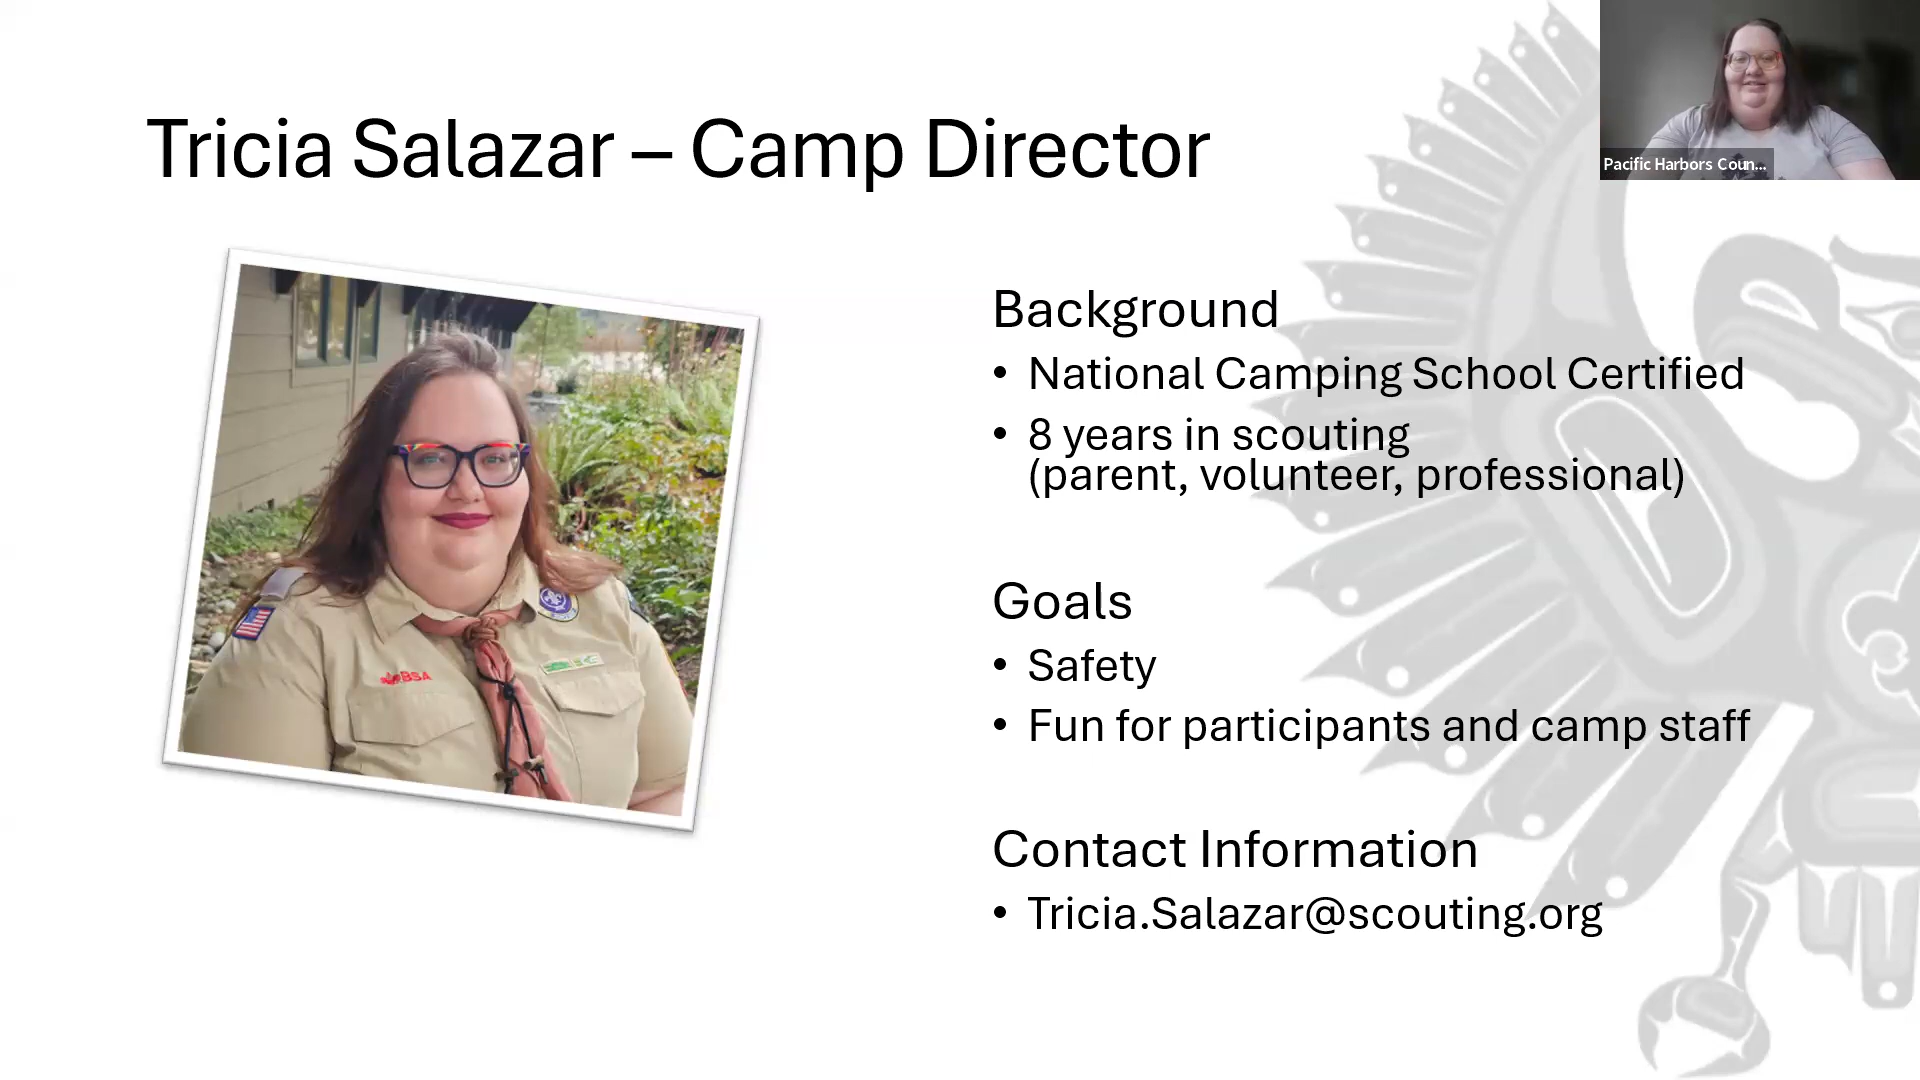 Tricia Salazar – Camp Director
Pacific Harbors Coun...
Background
• National Camping School Certified
• 8 years in scouting
(parent, volunteer, professional)
Goals
• Safety
• Fun for participants and camp staff
Contact Information
• Tricia.Salazar@scouting.org
BSA